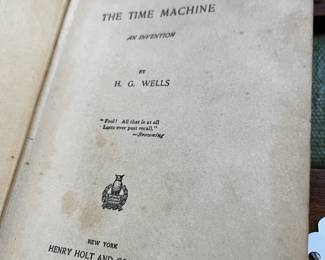 THE TIME MACHINE
AN INVENTION
BY
H. G. WELLS
"Fool! All that is at all
Lasts ever past recall."
—Browning
NEW YORK
HENRY HOLT AND